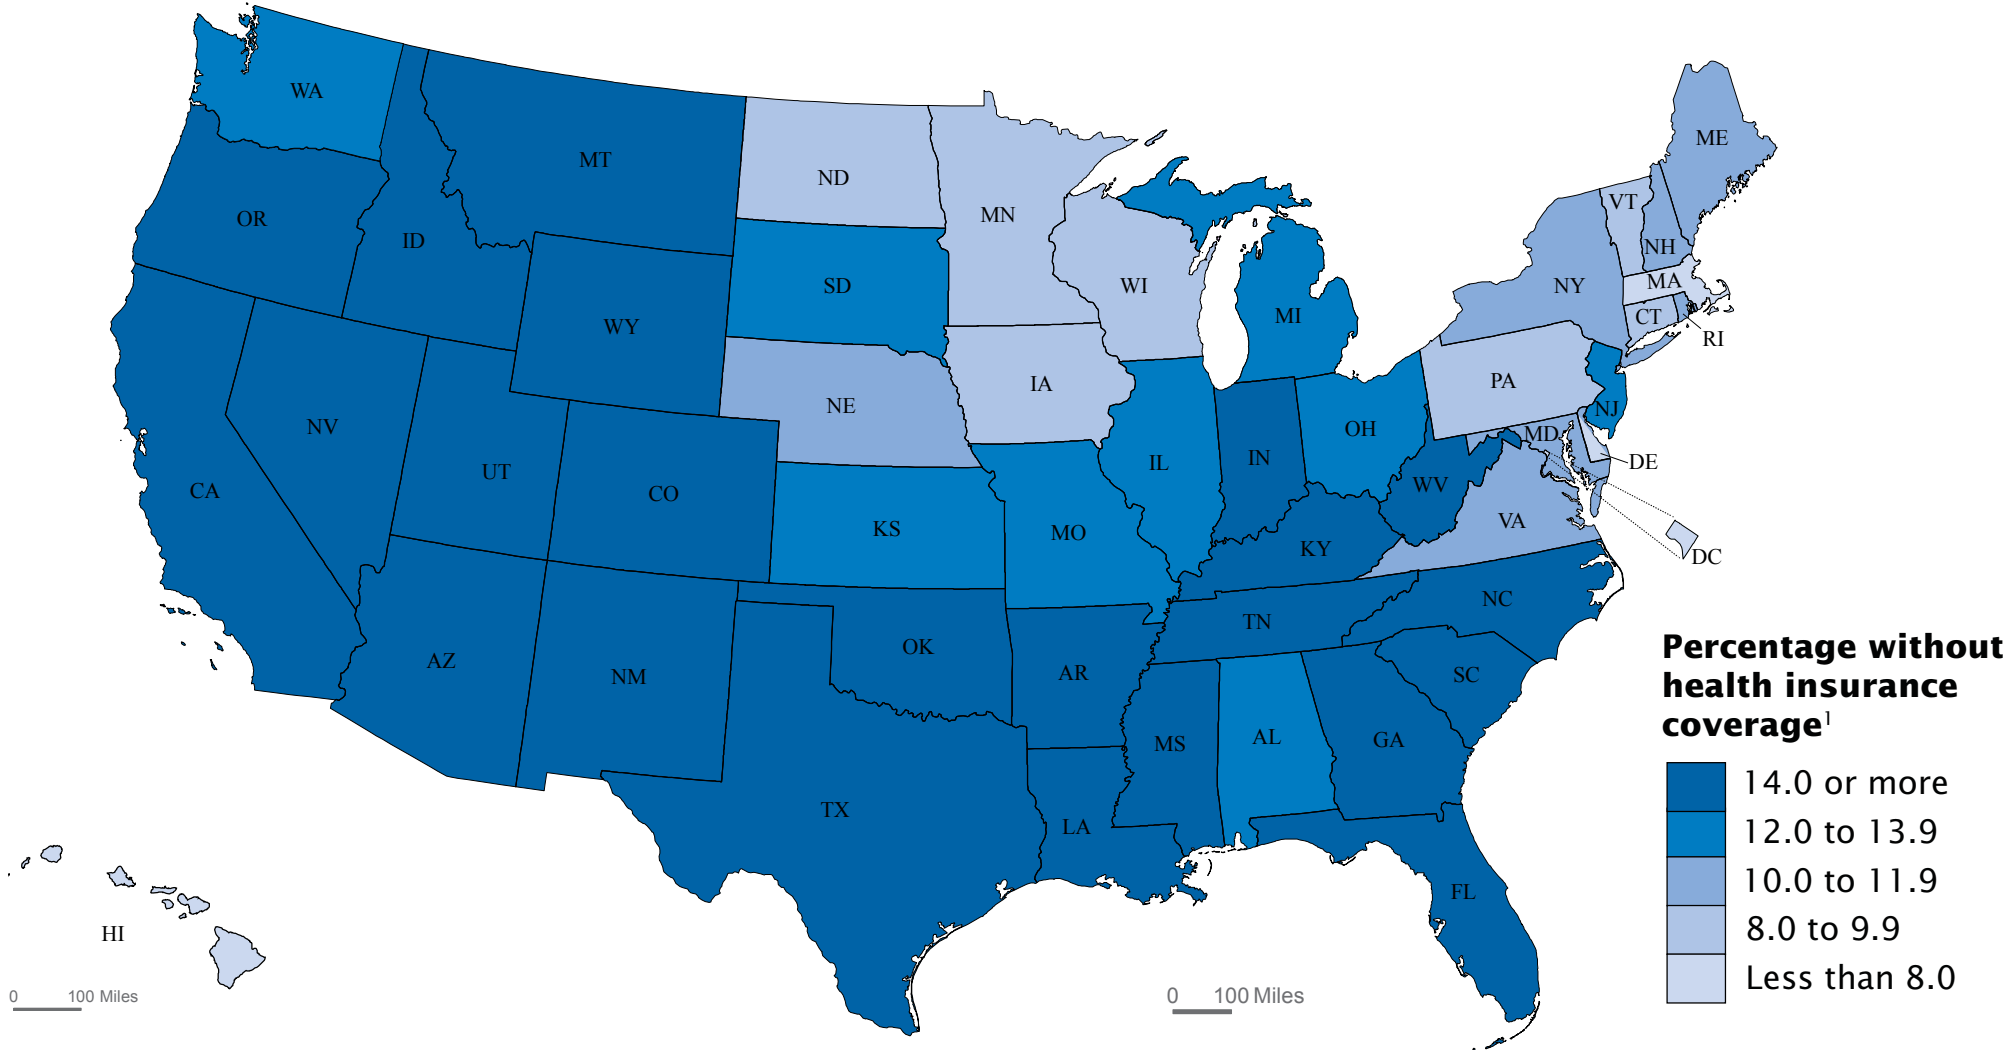 WA
MT
ND
MN
ME
OR
ID
VT
NH
SD
WI
NY
MA
WY
MI
CT
RI
IA
PA
NE
NJ
NV
OH
MD
UT
CO
IL
IN
DE
CA
WV
KS
MO
VA
KY
DC
NC
TN
OK
AZ
NM
AR
SC
MS
AL
GA
TX
LA
FL
HI
0 100 Miles
0 100 Miles
Percentage without
health insurance
coverage1
14.0 or more
12.0 to 13.9
10.0 to 11.9
8.0 to 9.9
Less than 8.0